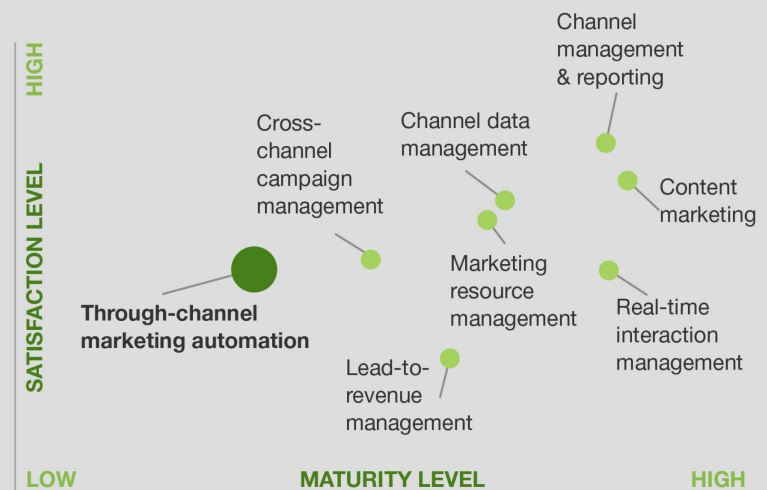 Channel
management
& reporting
HIGH
Cross-
channel
campaign
management
Channel data
management
Content
marketing
SATISFACTION LEVEL
Marketing
resource
management
Through-channel
marketing automation
Real-time
interaction
management
Lead-to-
revenue
management
LOW
MATURITY LEVEL
HIGH